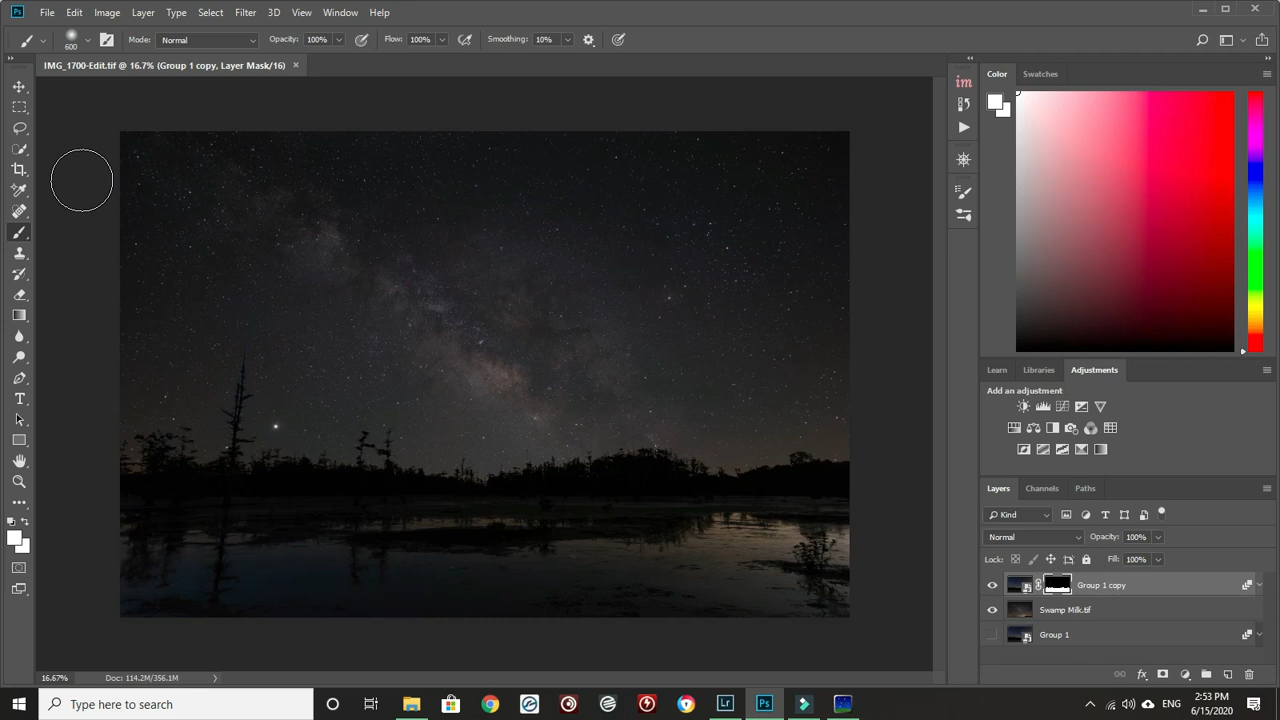 Ps File Edit Image Layer Type Select Filter 3D View Window Help
600 Mode: Normal Opacity: 100% Flow: 100% Smoothing: 10%
IMG_1700-Edit.tif @ 16.7% (Group 1 copy, Layer Mask/16) ×
Color Swatches
im
Learn Libraries Adjustments
Add an adjustment
Layers Channels Paths
Kind
Normal Opacity: 100%
Lock: Fill: 100%
Group 1 copy
Swamp Milk.tif
Group 1
fx
16.67% Doc: 114.2M/356.1M
Type here to search
Lr Ps
ENG
2:53 PM
6/15/2020